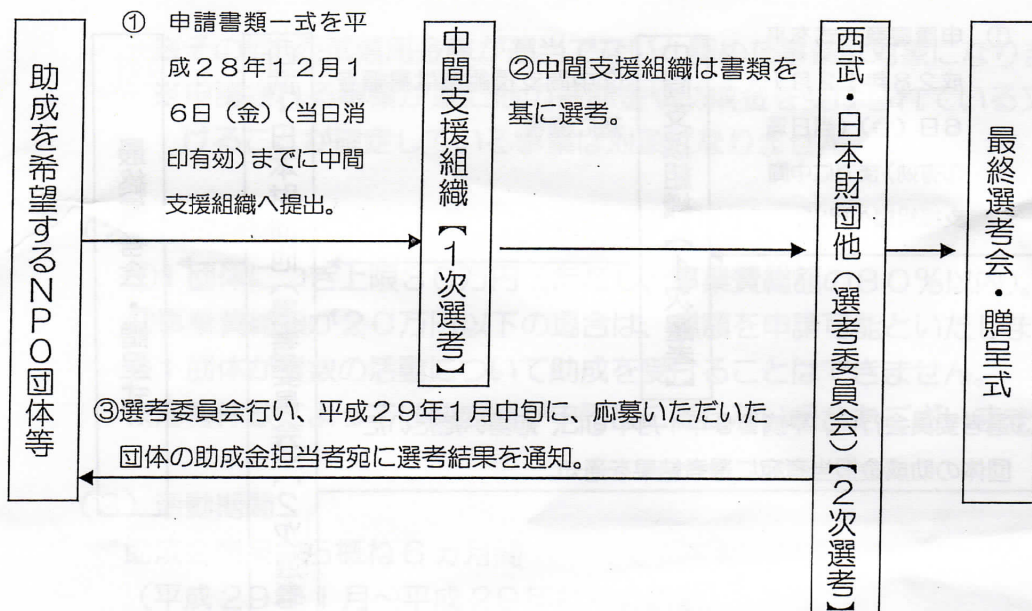 助成を希望するNPO団体等
① 申請書類一式を平
成28年12月1
6日(金)(当日消
印有効)までに中間
支援組織へ提出。
中間支援組織【1次選考】
②中間支援組織は書類を
基に選考。
西武・日本財団他(選考委員会)【2次選考】
最終選考会・贈呈式
③選考委員会行い、平成29年1月中旬に、応募いただいた
団体の助成金担当者宛に選考結果を通知。